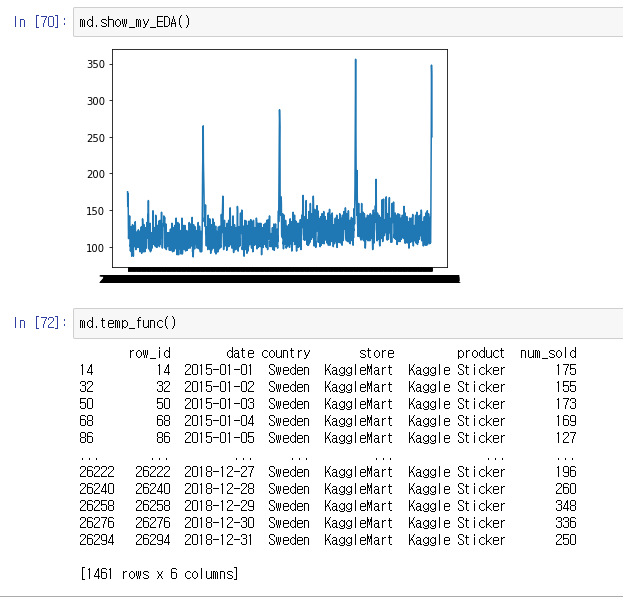 In [70]: md.show_my_EDA()
350
300
250
200
150
100
In [72]: md.temp_func()
row_id date country store product num_sold
14 14 2015-01-01 Sweden KaggleMart Kaggle Sticker 175
32 32 2015-01-02 Sweden KaggleMart Kaggle Sticker 155
50 50 2015-01-03 Sweden KaggleMart Kaggle Sticker 173
68 68 2015-01-04 Sweden KaggleMart Kaggle Sticker 169
86 86 2015-01-05 Sweden KaggleMart Kaggle Sticker 127
... ... ... ... ... ... ...
26222 26222 2018-12-27 Sweden KaggleMart Kaggle Sticker 196
26240 26240 2018-12-28 Sweden KaggleMart Kaggle Sticker 260
26258 26258 2018-12-29 Sweden KaggleMart Kaggle Sticker 348
26276 26276 2018-12-30 Sweden KaggleMart Kaggle Sticker 336
26294 26294 2018-12-31 Sweden KaggleMart Kaggle Sticker 250
[1461 rows x 6 columns]